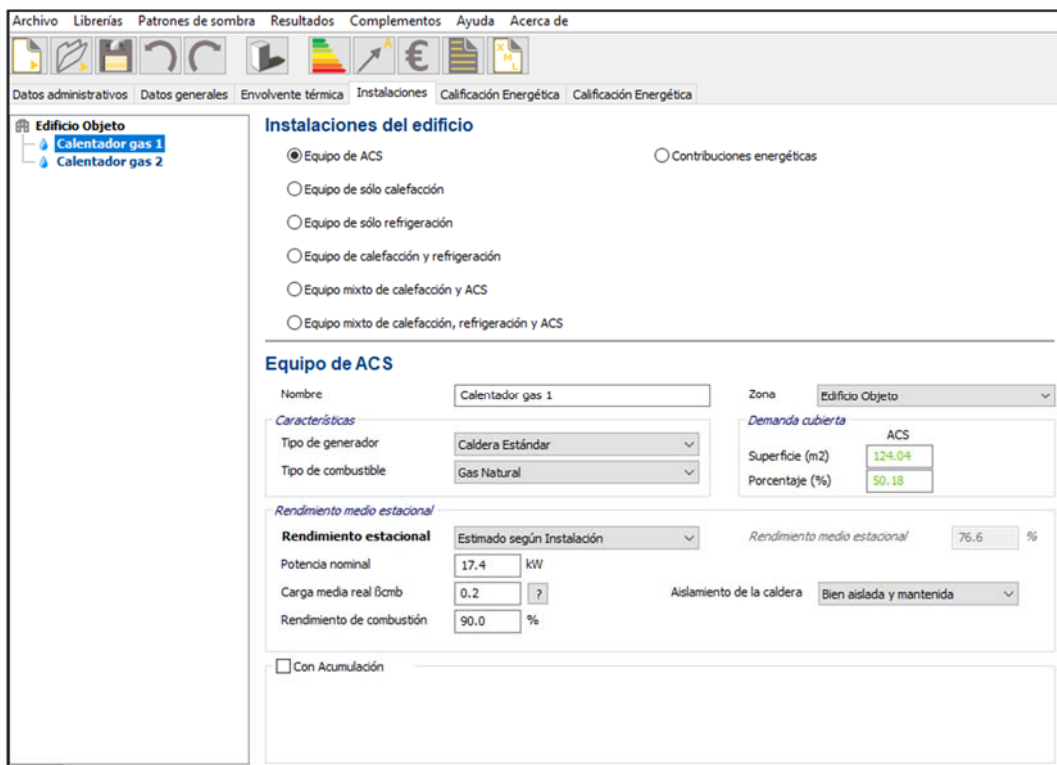 Archivo Librerías Patrones de sombra Resultados Complementos Ayuda Acerca de
A € X M L
Datos administrativos Datos generales Envolvente térmica Instalaciones Calificación Energética Calificación Energética
Edificio Objeto
Calentador gas 1
Calentador gas 2
Instalaciones del edificio
Equipo de ACS Contribuciones energéticas
Equipo de sólo calefacción
Equipo de sólo refrigeración
Equipo de calefacción y refrigeración
Equipo mixto de calefacción y ACS
Equipo mixto de calefacción, refrigeración y ACS
Equipo de ACS
Nombre Calentador gas 1 Zona Edificio Objeto
Características Demanda cubierta
ACS
Tipo de generador Caldera Estándar Superficie (m2) 124.04
Tipo de combustible Gas Natural Porcentaje (%) 50.18
Rendimiento medio estacional
Rendimiento estacional Estimado según Instalación Rendimiento medio estacional 76.6 %
Potencia nominal 17.4 kW
Carga media real ßcmb 0.2 ? Aislamiento de la caldera Bien aislada y mantenida
Rendimiento de combustión 90.0 %
Con Acumulación